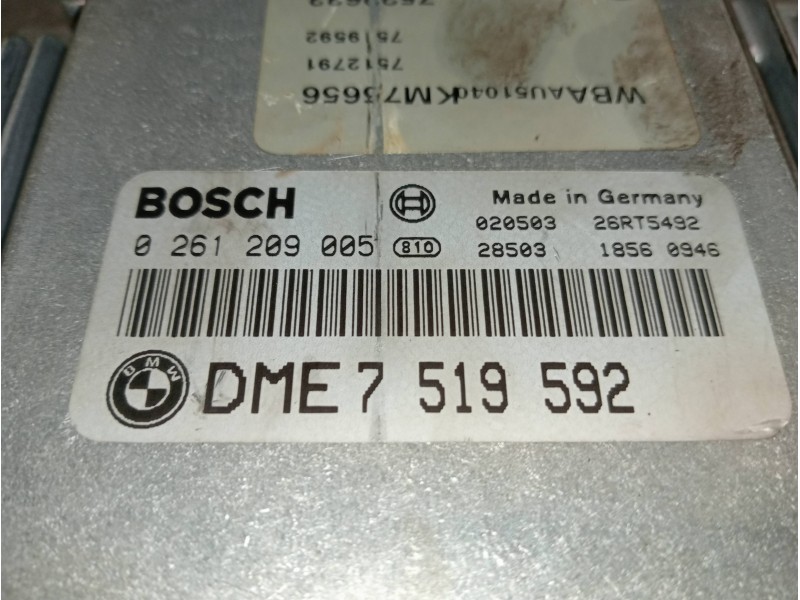 7519592
7512791
WBAAU51040KM73656
BOSCH
Made in Germany
020503 26RT5492
0 261 209 005 810
28503 1856 0946
BMW
DME 7 519 592